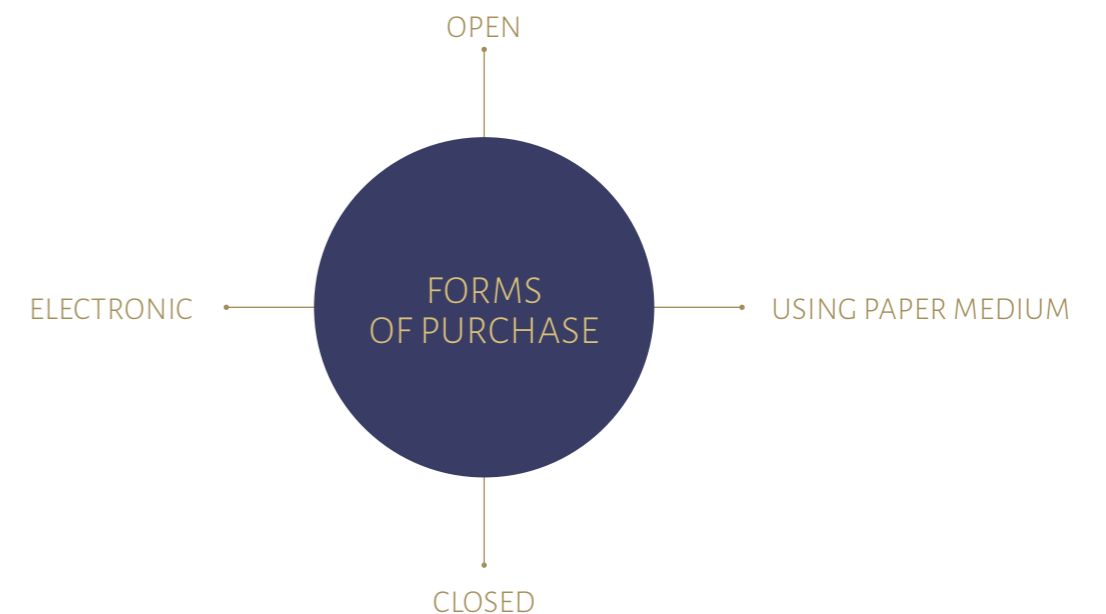 OPEN
ELECTRONIC
FORMS
OF PURCHASE
USING PAPER MEDIUM
CLOSED